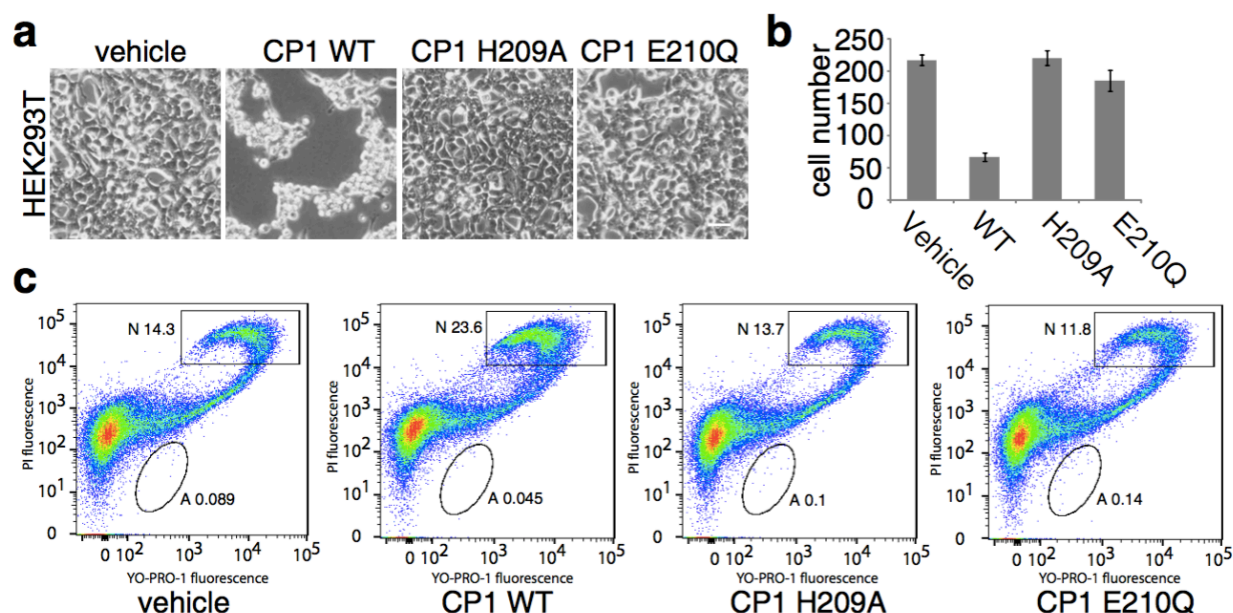 a
vehicle CP1 WT CP1 H209A CP1 E210Q
HEK293T
b
250
200
150
100
50
0
cell number
Vehicle WT H209A E210Q
c
10^5
10^4
10^3
10^2
10^1
0
PI fluorescence
N 14.3
A 0.089
0 10^2 10^3 10^4 10^5
YO-PRO-1 fluorescence
vehicle
10^5
10^4
10^3
10^2
10^1
0
PI fluorescence
N 23.6
A 0.045
0 10^2 10^3 10^4 10^5
YO-PRO-1 fluorescence
CP1 WT
10^5
10^4
10^3
10^2
10^1
0
PI fluorescence
N 13.7
A 0.1
0 10^2 10^3 10^4 10^5
YO-PRO-1 fluorescence
CP1 H209A
10^5
10^4
10^3
10^2
10^1
0
PI fluorescence
N 11.8
A 0.14
0 10^2 10^3 10^4 10^5
YO-PRO-1 fluorescence
CP1 E210Q